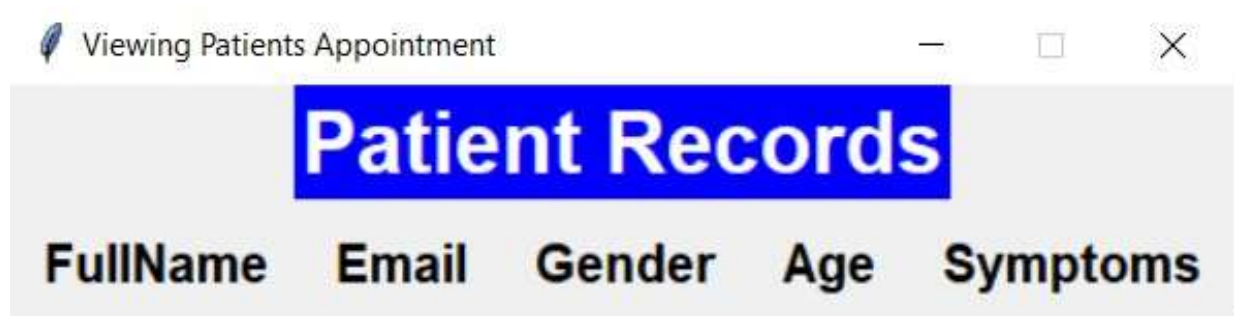 Viewing Patients Appointment
Patient Records
FullName Email Gender Age Symptoms